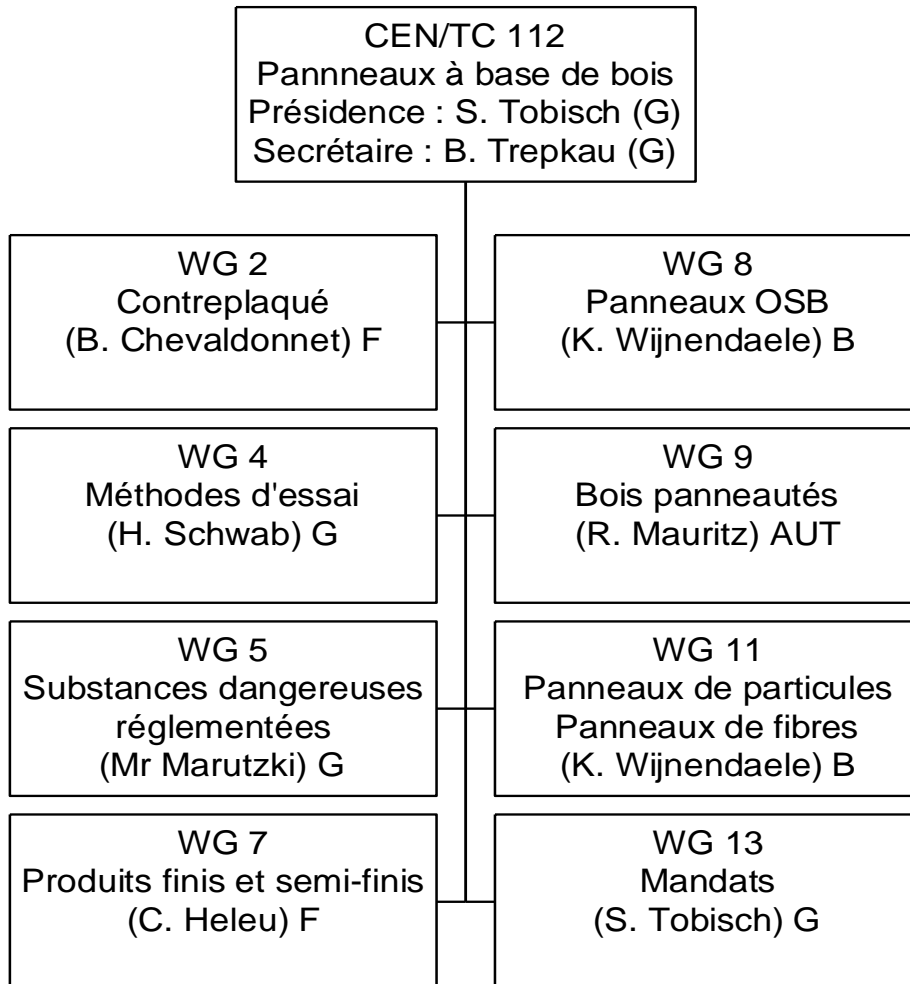 CEN/TC 112
Pannneaux à base de bois
Présidence : S. Tobisch (G)
Secrétaire : B. Trepkau (G)
WG 2
Contreplaqué
(B. Chevaldonnet) F
WG 8
Panneaux OSB
(K. Wijnendaele) B
WG 4
Méthodes d'essai
(H. Schwab) G
WG 9
Bois panneautés
(R. Mauritz) AUT
WG 5
Substances dangereuses
réglementées
(Mr Marutzki) G
WG 11
Panneaux de particules
Panneaux de fibres
(K. Wijnendaele) B
WG 7
Produits finis et semi-finis
(C. Heleu) F
WG 13
Mandats
(S. Tobisch) G